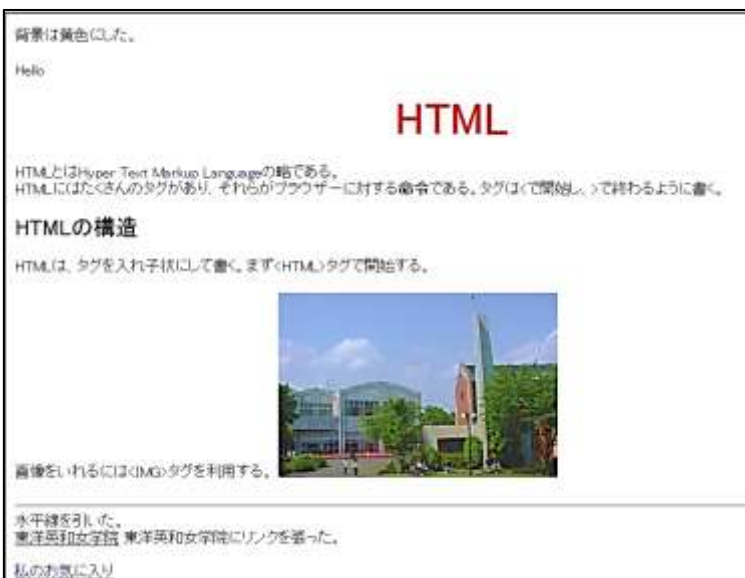 背景は黄色にした。
Hello
HTML
HTMLとはHyper Text Markup Languageの略である。
HTMLにはたくさんのタグがあり、それらがブラウザーに対する命令である。タグは<で開始し、>で終わるように書く。
HTMLの構造
HTMLは、タグを入れ子状にして書く。まず<HTML>タグで開始する。
画像をいれるには<IMG>タグを利用する。
水平線を引いた。
東洋英和女学院 東洋英和女学院にリンクを張った。
私のお気に入り